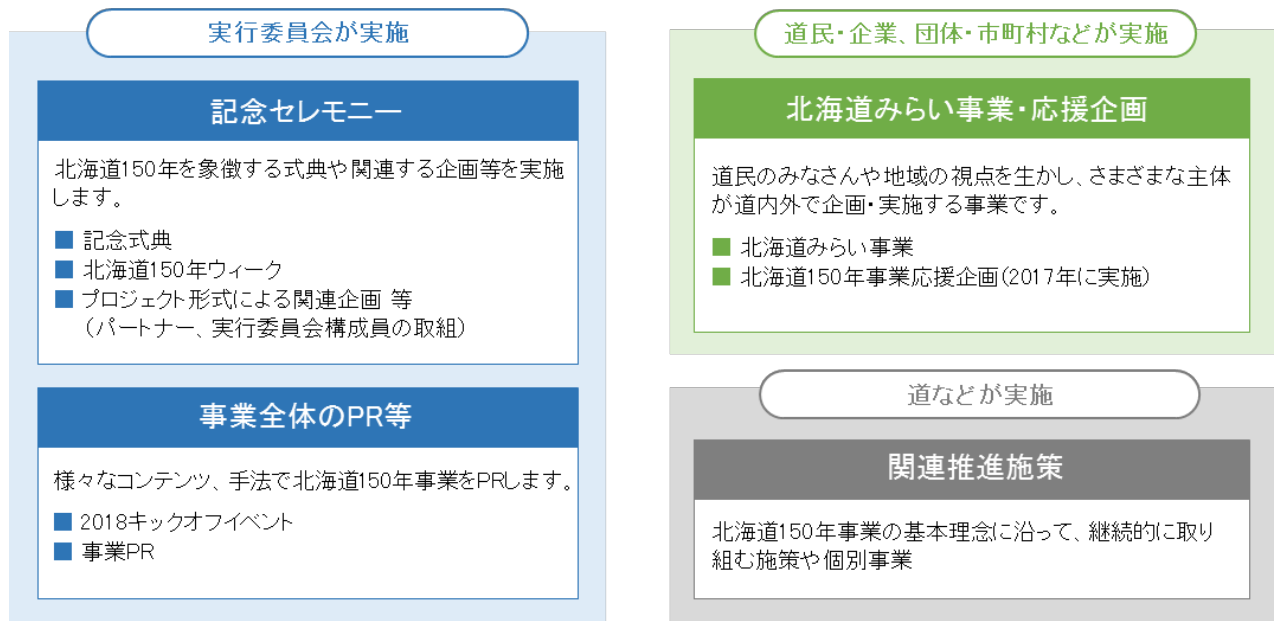 実行委員会が実施
記念セレモニー
北海道150年を象徴する式典や関連する企画等を実施
します。
■ 記念式典
■ 北海道150年ウィーク
■ プロジェクト形式による関連企画 等
（パートナー、実行委員会構成員の取組）
事業全体のPR等
様々なコンテンツ、手法で北海道150年事業をPRします。
■ 2018キックオフイベント
■ 事業PR
道民・企業、団体・市町村などが実施
北海道みらい事業・応援企画
道民のみなさんや地域の視点を生かし、さまざまな主体
が道内外で企画・実施する事業です。
■ 北海道みらい事業
■ 北海道150年事業応援企画（2017年に実施）
道などが実施
関連推進施策
北海道150年事業の基本理念に沿って、継続的に取り
組む施策や個別事業